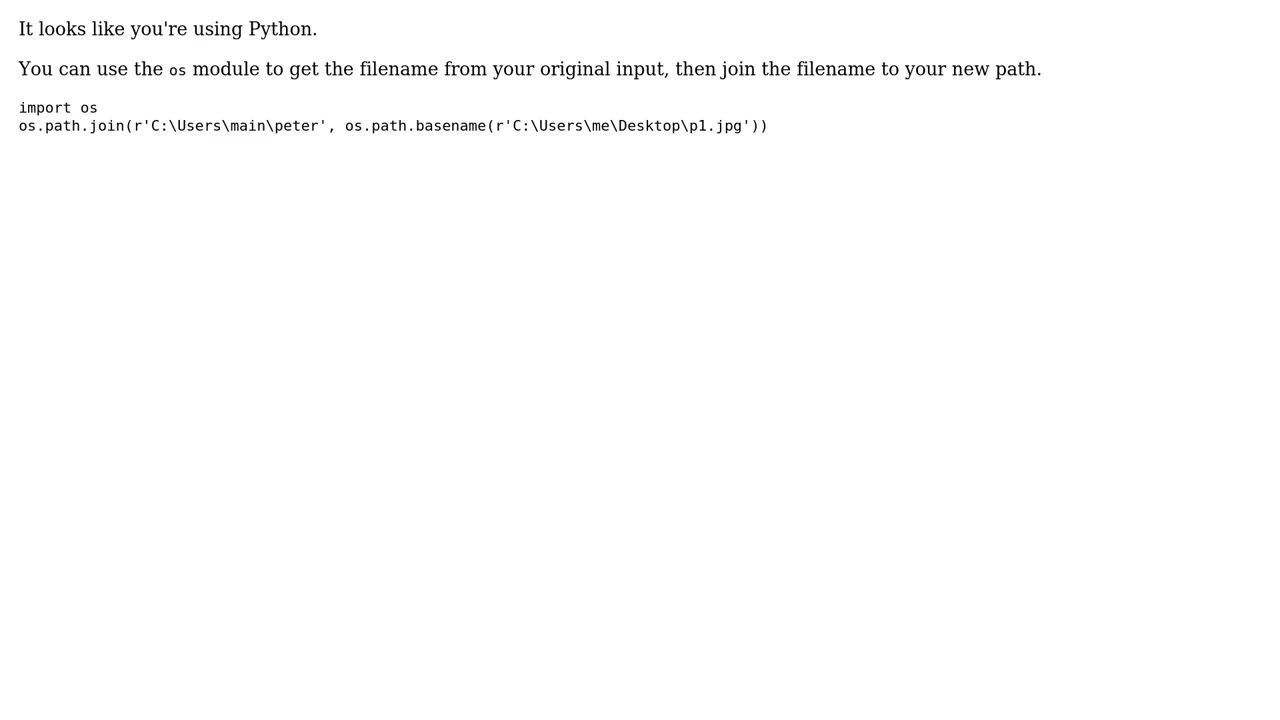 It looks like you're using Python.
You can use the os module to get the filename from your original input, then join the filename to your new path.
import os
os.path.join(r'C:\Users\main\peter', os.path.basename(r'C:\Users\me\Desktop\p1.jpg'))